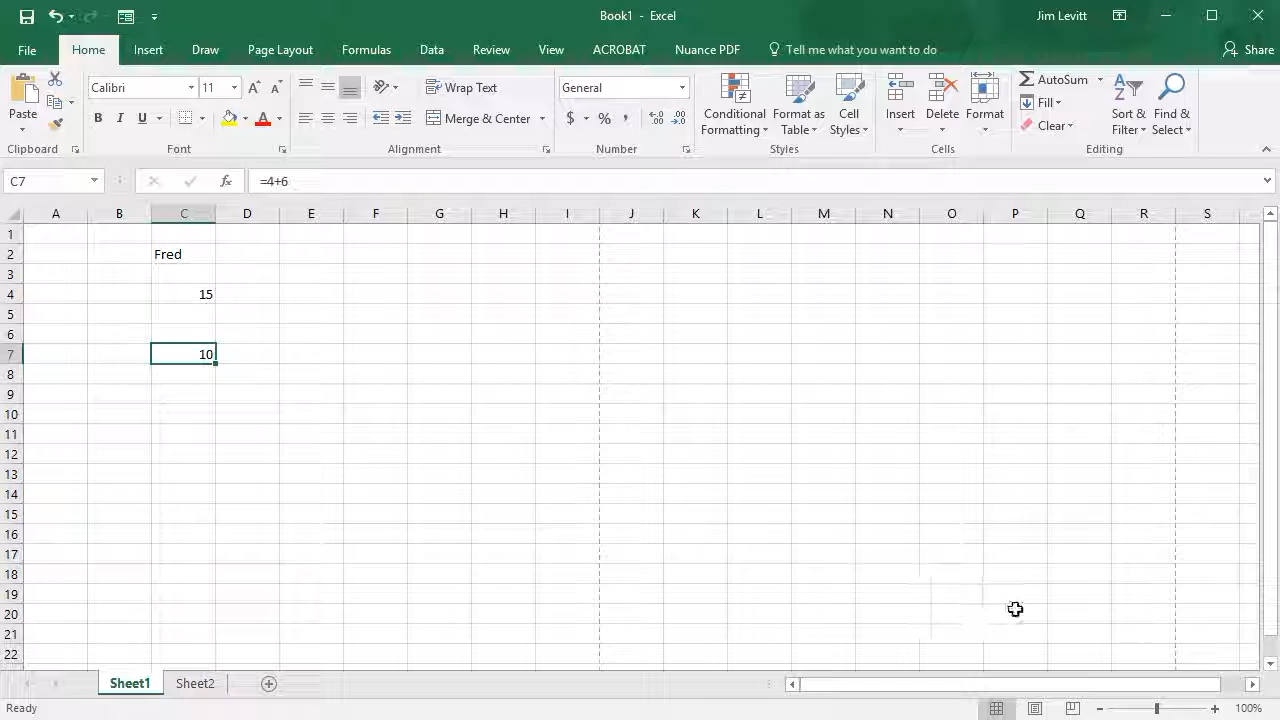 Book1 - Excel
Jim Levitt
File Home Insert Draw Page Layout Formulas Data Review View ACROBAT Nuance PDF Tell me what you want to do Share
Calibri 11 Wrap Text General AutoSum
Fill
Paste B I U A Merge & Center $ % , Conditional Formatting Format as Table Cell Styles Insert Delete Format Clear Sort & Filter Find & Select
Clipboard Font Alignment Number Styles Cells Editing
C7 fx =4+6
A B C D E F G H I J K L M N O P Q R S
1
2 Fred
3
4 15
5
6
7 10
8
9
10
11
12
13
14
15
16
17
18
19
20
21
22
Sheet1 Sheet2
Ready 100%